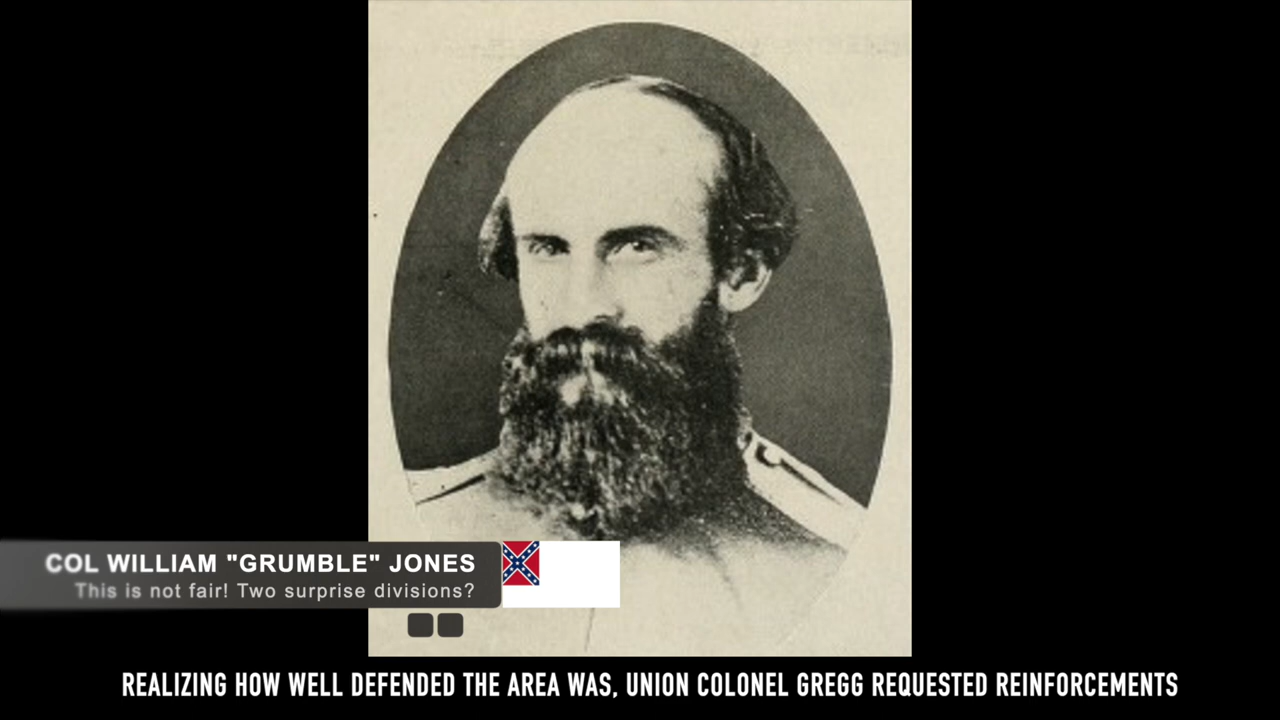 COL WILLIAM "GRUMBLE" JONES
This is not fair! Two surprise divisions?
REALIZING HOW WELL DEFENDED THE AREA WAS, UNION COLONEL GREGG REQUESTED REINFORCEMENTS